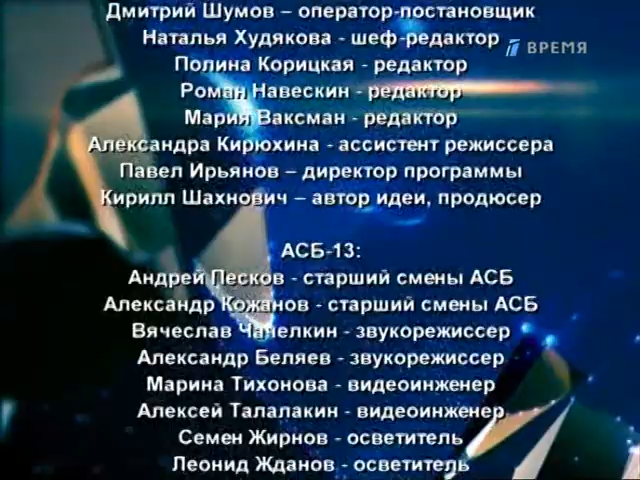 Дмитрий Шумов – оператор-постановщик
Наталья Худякова - шеф-редактор
ВРЕМЯ
Полина Корицкая - редактор
Роман Навескин - редактор
Мария Ваксман - редактор
Александра Кирюхина - ассистент режиссера
Павел Ирьянов – директор программы
Кирилл Шахнович – автор идеи, продюсер
АСБ-13:
Андрей Песков - старший смены АСБ
Александр Кожанов - старший смены АСБ
Вячеслав Чачелкин - звукорежиссер
Александр Беляев - звукорежиссер
Марина Тихонова - видеоинженер
Алексей Талалакин - видеоинженер
Семен Жирнов - осветитель
Леонид Жданов - осветитель